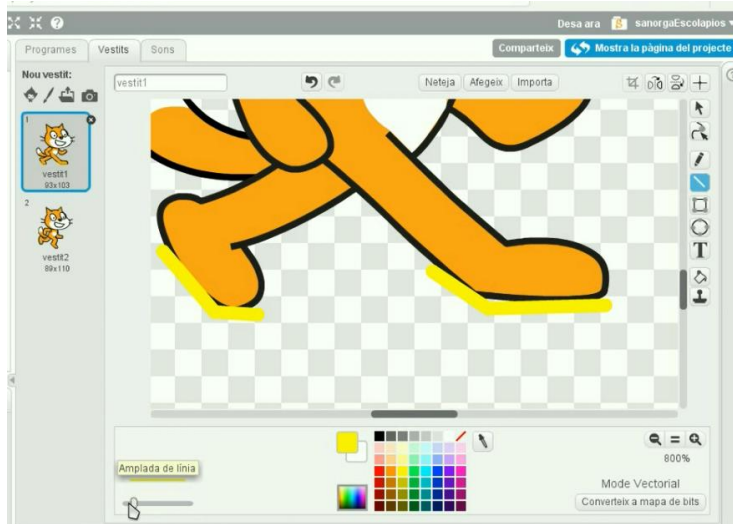 Desa ara
sanorgaEscolapios
Programes
Vestits
Sons
Comparteix
Mostra la pàgina del projecte
Nou vestit:
vestit1
Neteja
Afegeix
Importa
1
vestit1
93x103
2
vestit2
89x110
T
Amplada de línia
800%
Mode Vectorial
Converteix a mapa de bits